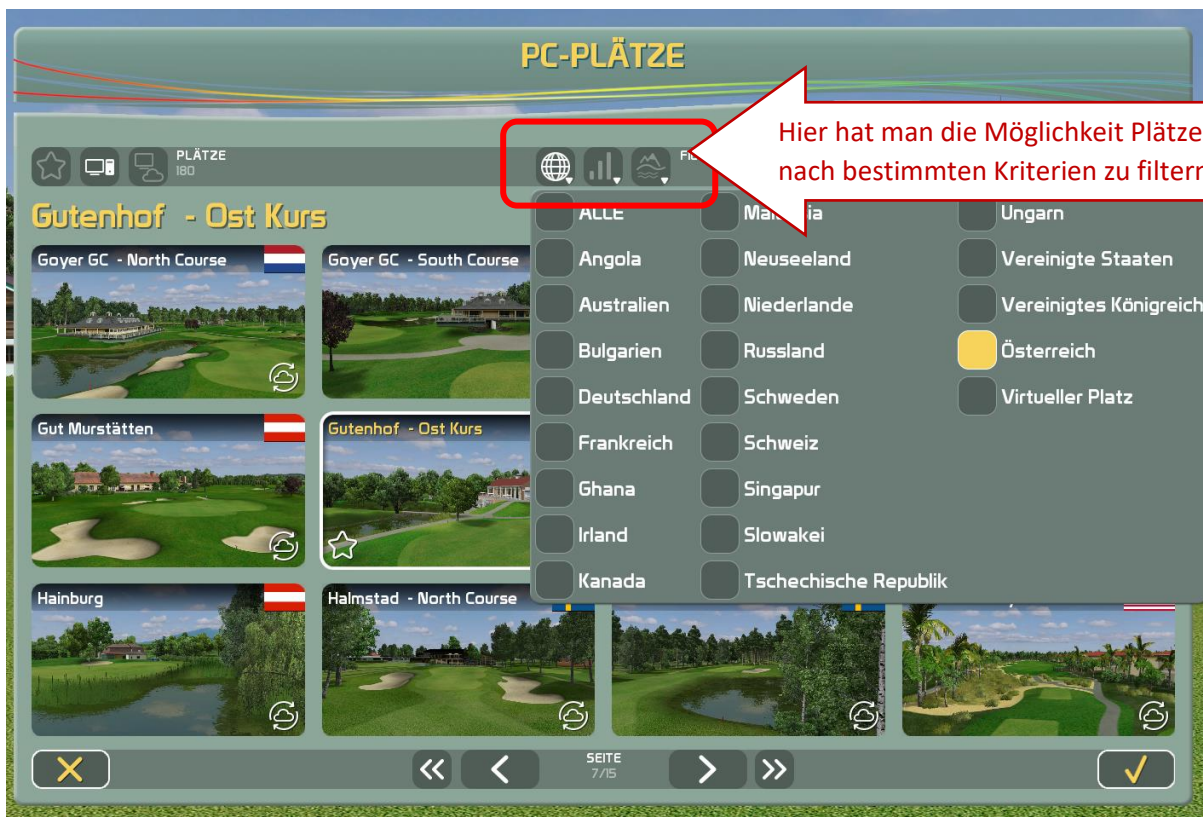 PC-PLÄTZE
Hier hat man die Möglichkeit Plätze
nach bestimmten Kriterien zu filtern
PLÄTZE
180
Gutenhof - Ost Kurs
Goyer GC - North Course
Goyer GC - South Course
Gut Murstätten
Gutenhof - Ost Kurs
Hainburg
Halmstad - North Course
ALLE
Angola
Australien
Bulgarien
Deutschland
Frankreich
Ghana
Irland
Kanada
Neuseeland
Niederlande
Russland
Schweden
Schweiz
Singapur
Slowakei
Tschechische Republik
Ungarn
Vereinigte Staaten
Vereinigtes Königreich
Österreich
Virtueller Platz
SEITE
7/15